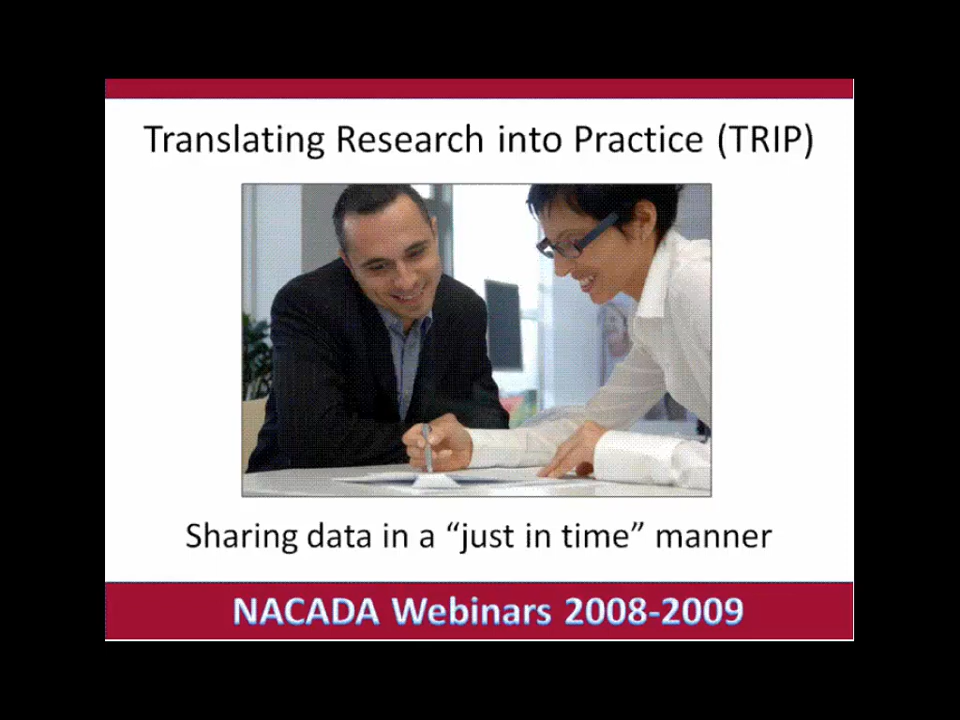 Translating Research into Practice (TRIP)
Sharing data in a “just in time” manner
NACADA Webinars 2008-2009